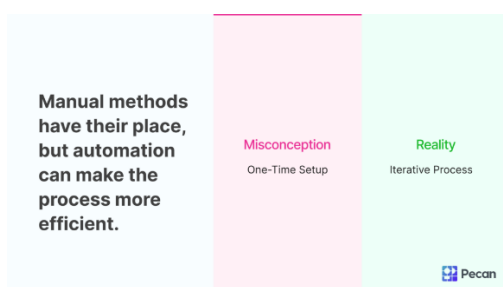 Manual methods
have their place,
but automation
can make the
process more
efficient.
Misconception
One-Time Setup
Reality
Iterative Process
Pecan